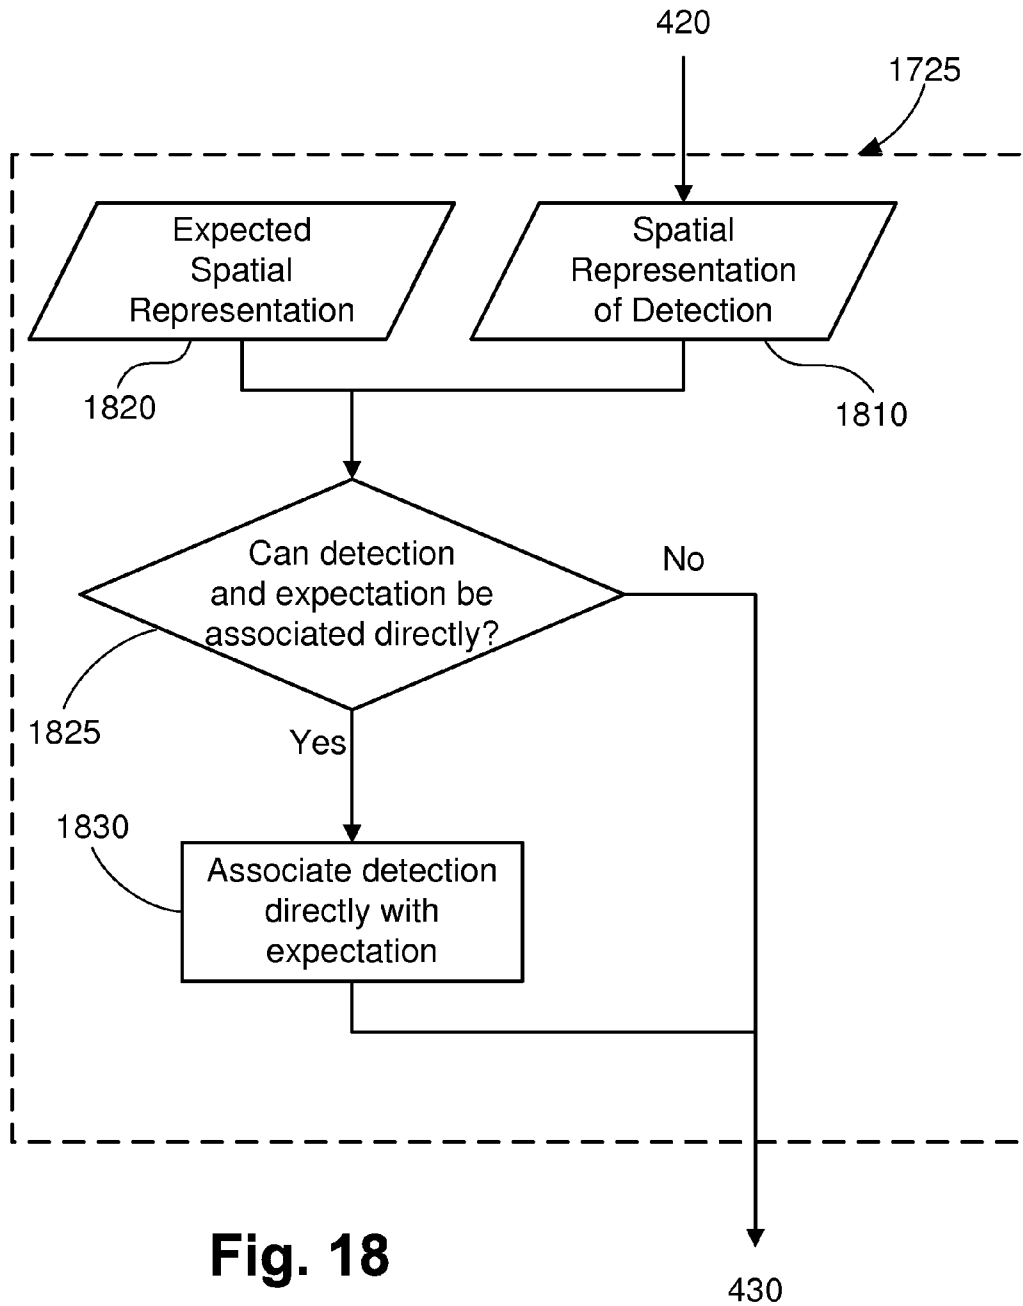 420
1725
Expected
Spatial
Representation
Spatial
Representation
of Detection
1820
1810
Can detection
and expectation be
associated directly?
No
1825
Yes
1830
Associate detection
directly with
expectation
Fig. 18
430